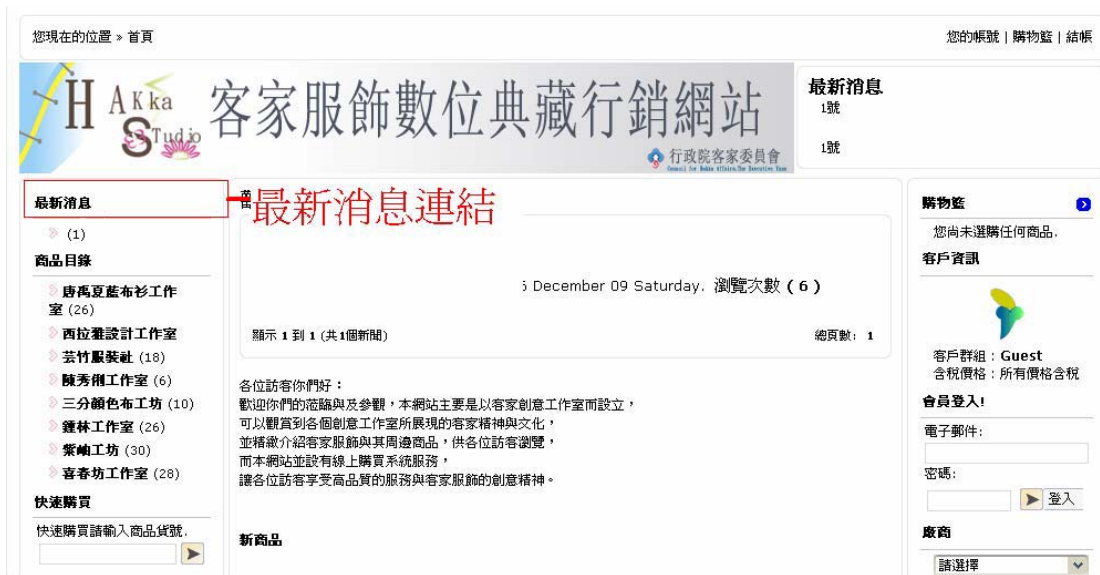 您現在的位置 » 首頁
您的帳號 | 購物籃 | 結帳
HAKka
STudio
客家服飾數位典藏行銷網站
行政院客家委員會
最新消息
1號
1號
最新消息
(1)
商品目錄
唐禹夏藍布衫工作
室 (26)
西拉雅設計工作室
芸竹服裝社 (18)
陳秀俐工作室 (6)
三分顏色布工坊 (10)
鍾林工作室 (26)
紫岫工坊 (30)
喜春坊工作室 (28)
快速購買
快速購買請輸入商品貨號.
最新消息連結
December 09 Saturday. 瀏覽次數 ( 6 )
顯示 1 到 1 (共1個新聞)
總頁數: 1
各位訪客你們好：
歡迎你們的蒞臨與及參觀，本網站主要是以客家創意工作室而設立，
可以觀賞到各個創意工作室所展現的客家精神與文化，
並精緻介紹客家服飾與其周邊商品，供各位訪客瀏覽，
而本網站並設有線上購買系統服務，
讓各位訪客享受高品質的服務與客家服飾的創意精神。
新商品
購物籃
您尚未選購任何商品.
客戶資訊
客戶群組：Guest
含稅價格：所有價格含稅
會員登入!
電子郵件:
密碼:
登入
廠商
請選擇